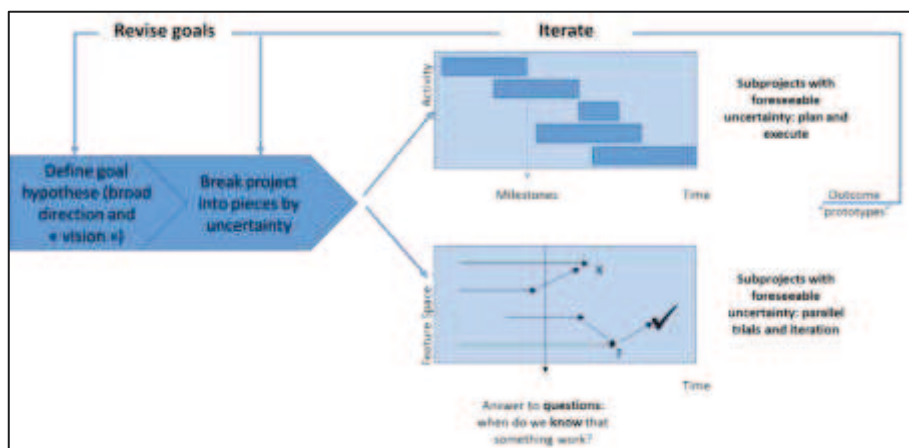 Revise goals
Iterate
Activity
Subprojects with
foreseeable
uncertainty: plan and
execute
Define goal
hypothese (broad
direction and
« vision »)
Break project
into pieces by
uncertainty
Milestones
Time
Outcome
"prototypes"
Feature Space
X
?
Subprojects with
foreseeable
uncertainty: parallel
trials and iteration
Time
Answer to questions:
when do we know that
something work?